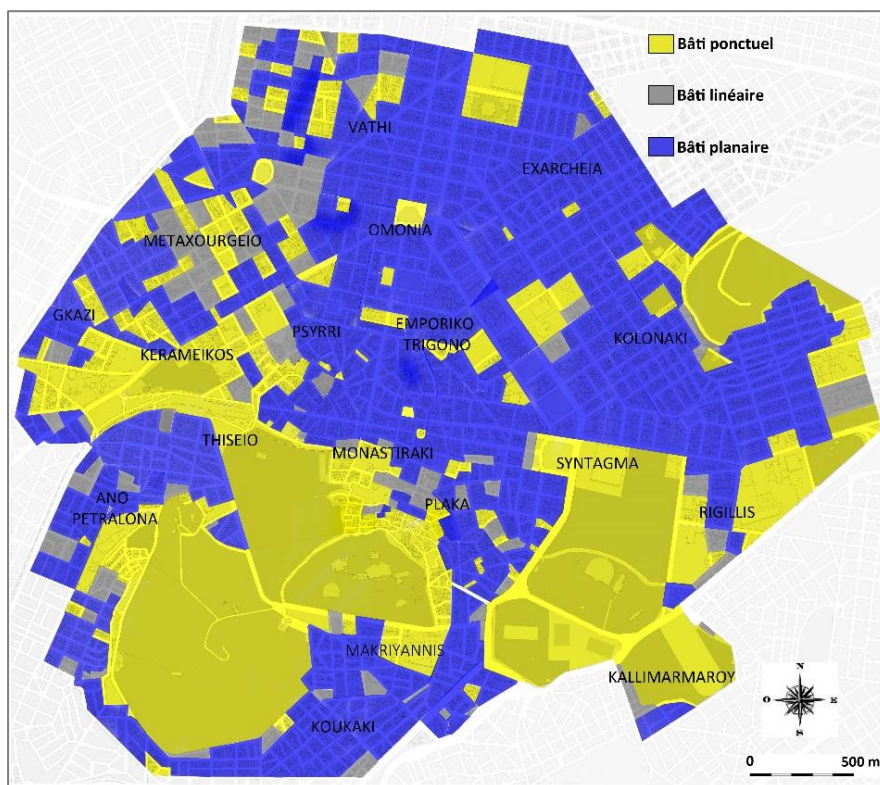 Bâti ponctuel
Bâti linéaire
Bâti planaire
VATHI
EXARCHEIA
OMONIA
METAXOURGEIO
GKAZI
PSYRRI
EMPORIKO
TRIGONO
KOLONAKI
KERAMEIKOS
THISEIO
MONASTIRAKI
SYNTAGMA
ANO
PETRALONA
PLAKA
RIGILLIS
MAKRIYANNIS
KALLIMARMAROY
KOUKAKI
N
O
E
S
0
500 m